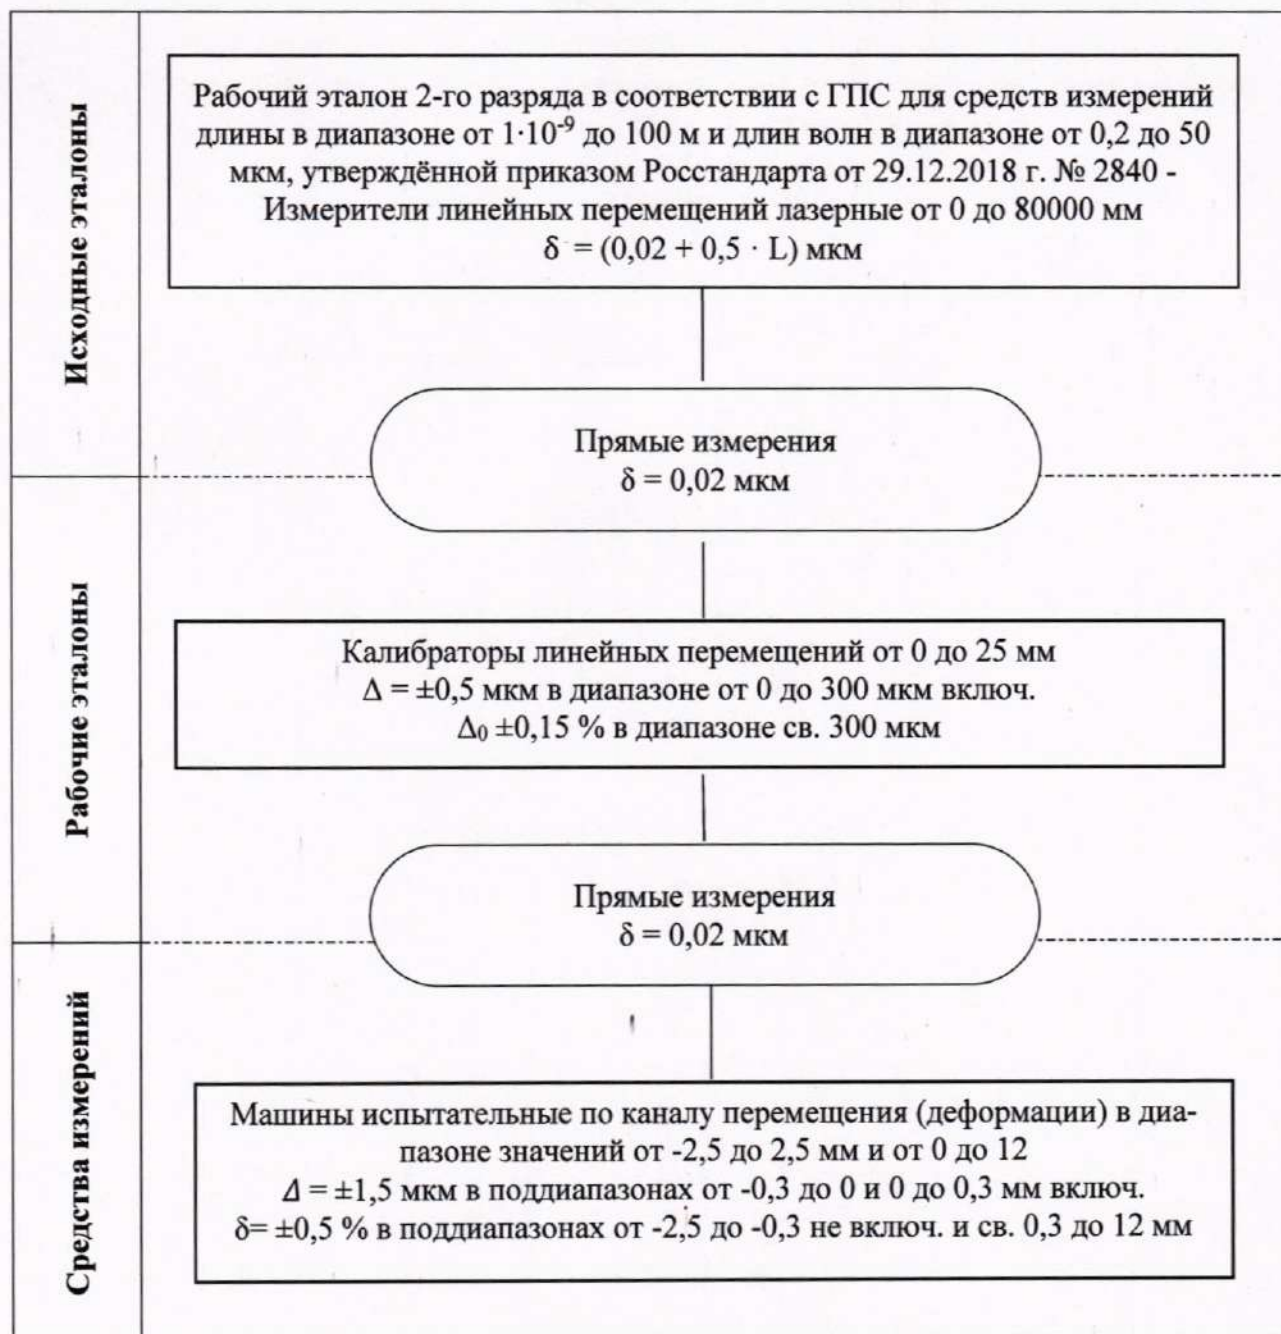 Исходные эталоны
Рабочий эталон 2-го разряда в соответствии с ГПС для средств измерений
длины в диапазоне от 1·10⁻⁹ до 100 м и длин волн в диапазоне от 0,2 до 50
мкм, утверждённой приказом Росстандарта от 29.12.2018 г. № 2840 -
Измерители линейных перемещений лазерные от 0 до 80000 мм
δ = (0,02 + 0,5 · L) мкм
Прямые измерения
δ = 0,02 мкм
Рабочие эталоны
Калибраторы линейных перемещений от 0 до 25 мм
Δ = ±0,5 мкм в диапазоне от 0 до 300 мкм включ.
Δ₀ ±0,15 % в диапазоне св. 300 мкм
Прямые измерения
δ = 0,02 мкм
Средства измерений
Машины испытательные по каналу перемещения (деформации) в диа-
пазоне значений от -2,5 до 2,5 мм и от 0 до 12
Δ = ±1,5 мкм в поддиапазонах от -0,3 до 0 и 0 до 0,3 мм включ.
δ= ±0,5 % в поддиапазонах от -2,5 до -0,3 не включ. и св. 0,3 до 12 мм